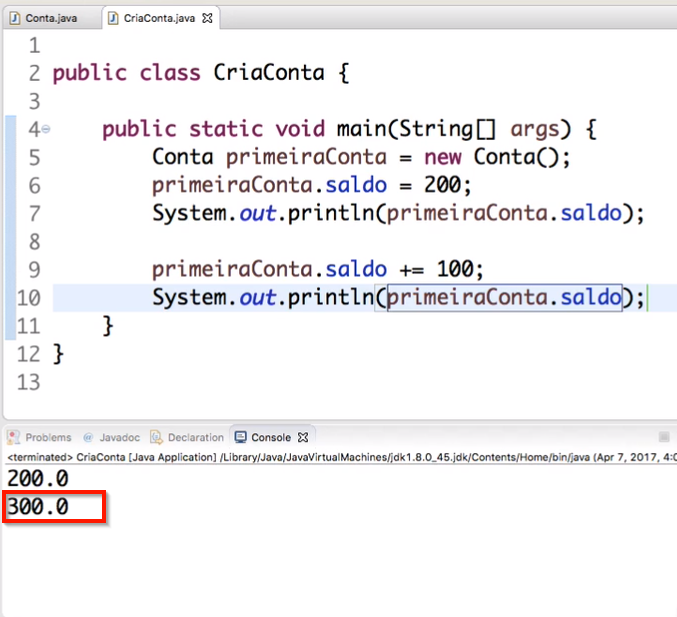 Conta.java CriaConta.java
1
2 public class CriaConta {
3
4 public static void main(String[] args) {
5 Conta primeiraConta = new Conta();
6 primeiraConta.saldo = 200;
7 System.out.println(primeiraConta.saldo);
8
9 primeiraConta.saldo += 100;
10 System.out.println(primeiraConta.saldo);
11 }
12 }
13
Problems @ Javadoc Declaration Console
<terminated> CriaConta [Java Application] /Library/Java/JavaVirtualMachines/jdk1.8.0_45.jdk/Contents/Home/bin/java (Apr 7, 2017, 4:0
200.0
300.0